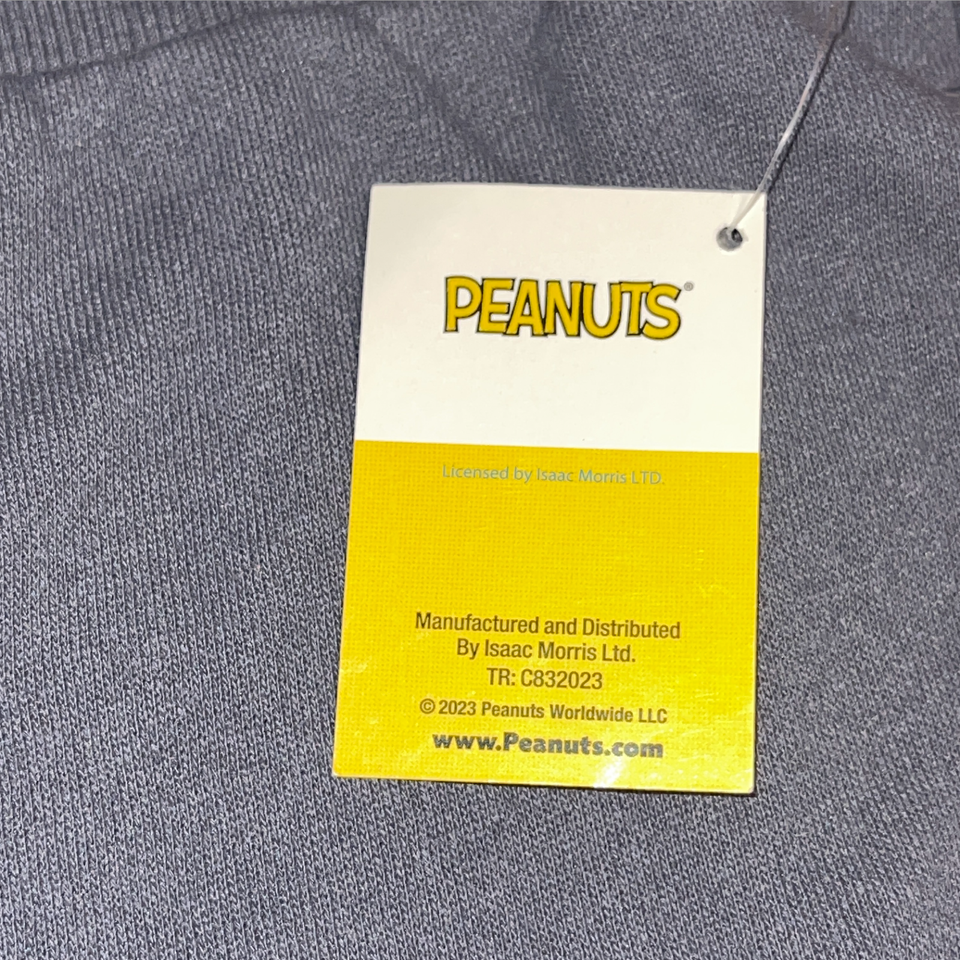 PEANUTS®
Licensed by Isaac Morris LTD.
Manufactured and Distributed
By Isaac Morris Ltd.
TR: C832023
© 2023 Peanuts Worldwide LLC
www.Peanuts.com